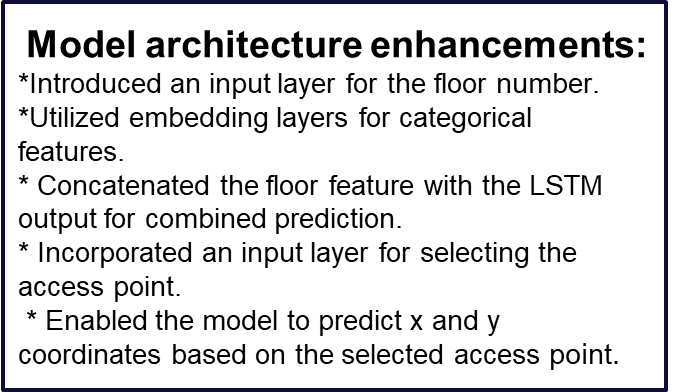 Model architecture enhancements:
*Introduced an input layer for the floor number.
*Utilized embedding layers for categorical
features.
* Concatenated the floor feature with the LSTM
output for combined prediction.
* Incorporated an input layer for selecting the
access point.
* Enabled the model to predict x and y
coordinates based on the selected access point.